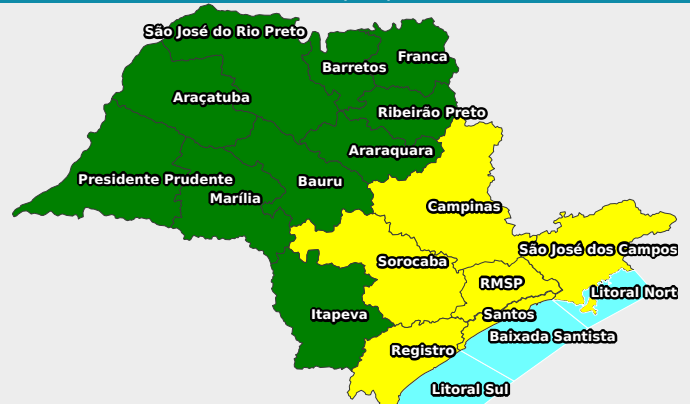 São José do Rio Preto
Franca
Barretos
Araçatuba
Ribeirão Preto
Araraquara
Presidente Prudente
Bauru
Marília
Campinas
São José dos Campos
Sorocaba
RMSP
Litoral Nort
Itapeva
Santos
Baixada Santista
Registro
Litoral Sul